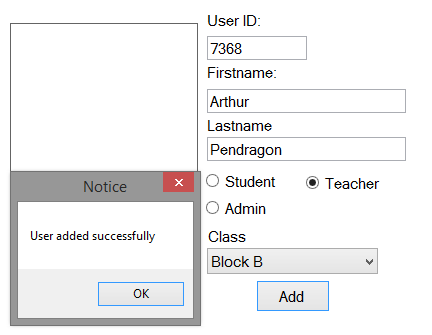 User ID:
7368
Firstname:
Arthur
Lastname
Pendragon
Student
Teacher
Admin
Class
Block B
Add
Notice
User added successfully
OK